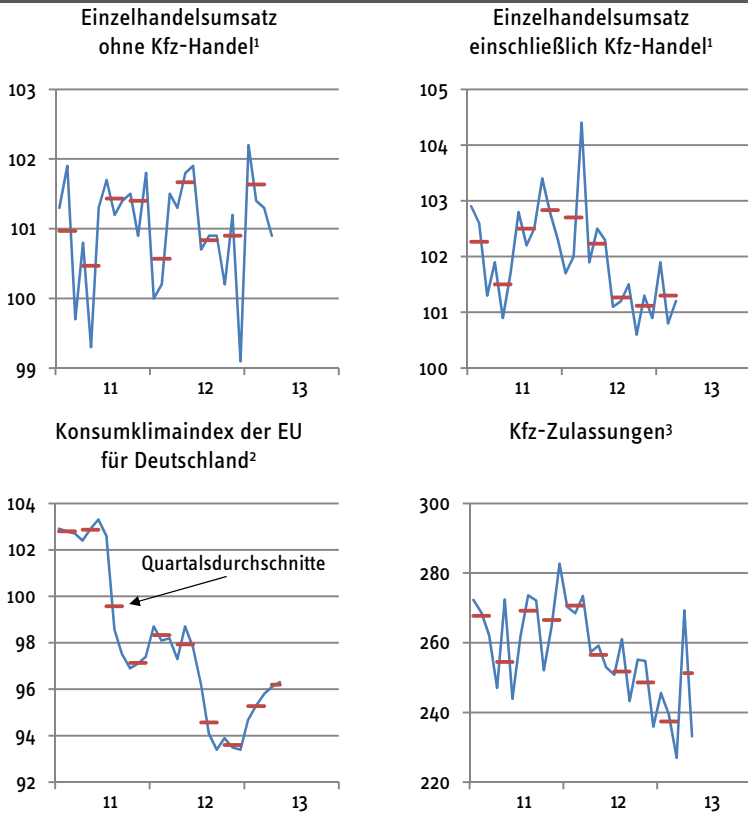 Einzelhandelsumsatz
ohne Kfz-Handel¹
103
102
101
100
99
11 12 13
Einzelhandelsumsatz
einschließlich Kfz-Handel¹
105
104
103
102
101
100
11 12 13
Konsumklimaindex der EU
für Deutschland²
104
102
100
98
96
94
92
Quartalsdurchschnitte
11 12 13
Kfz-Zulassungen³
300
280
260
240
220
11 12 13